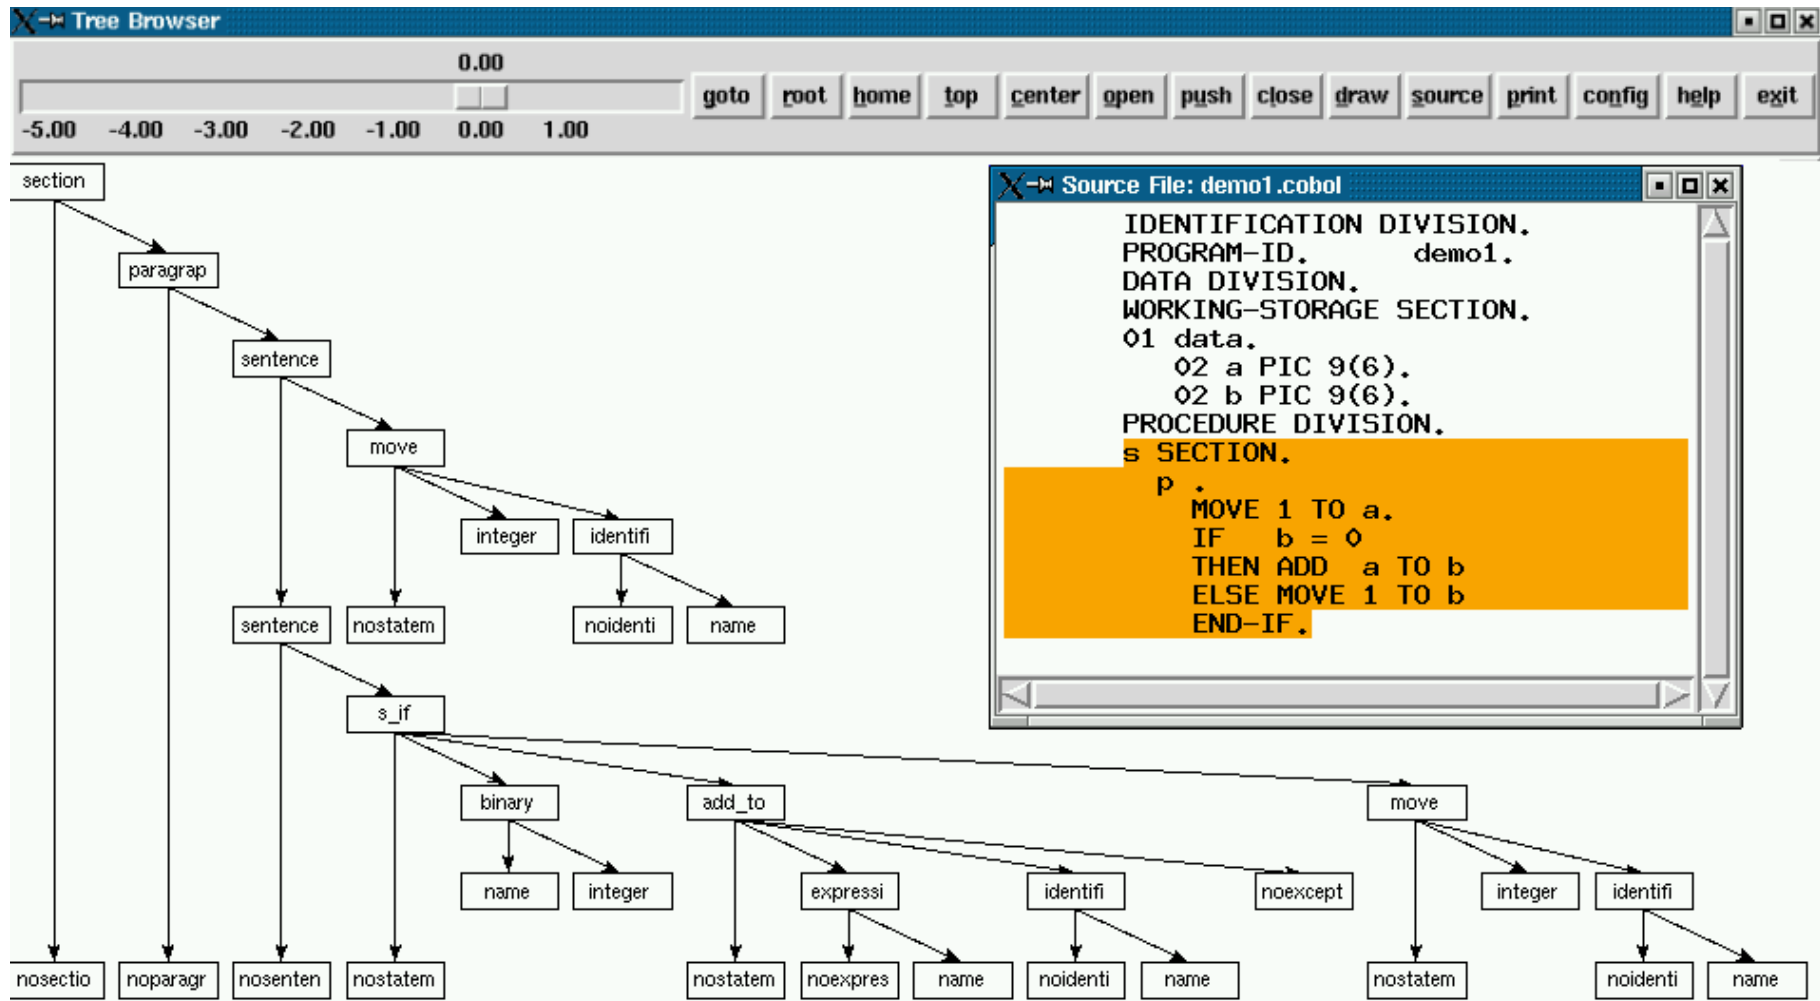 Tree Browser
0.00
goto root home top center open push close draw source print config help exit
-5.00 -4.00 -3.00 -2.00 -1.00 0.00 1.00
section
Source File: demo1.cobol
IDENTIFICATION DIVISION.
PROGRAM-ID. demo1.
DATA DIVISION.
WORKING-STORAGE SECTION.
01 data.
02 a PIC 9(6).
02 b PIC 9(6).
PROCEDURE DIVISION.
s SECTION.
p .
MOVE 1 TO a.
IF b = 0
THEN ADD a TO b
ELSE MOVE 1 TO b
END-IF.
paragrap
sentence
move
integer identifi
sentence nostatem noidenti name
s_if
binary add_to move
name integer expressi identifi noexcept integer identifi
nosectio noparagr nosenten nostatem nostatem noexpres name noidenti name nostatem noidenti name